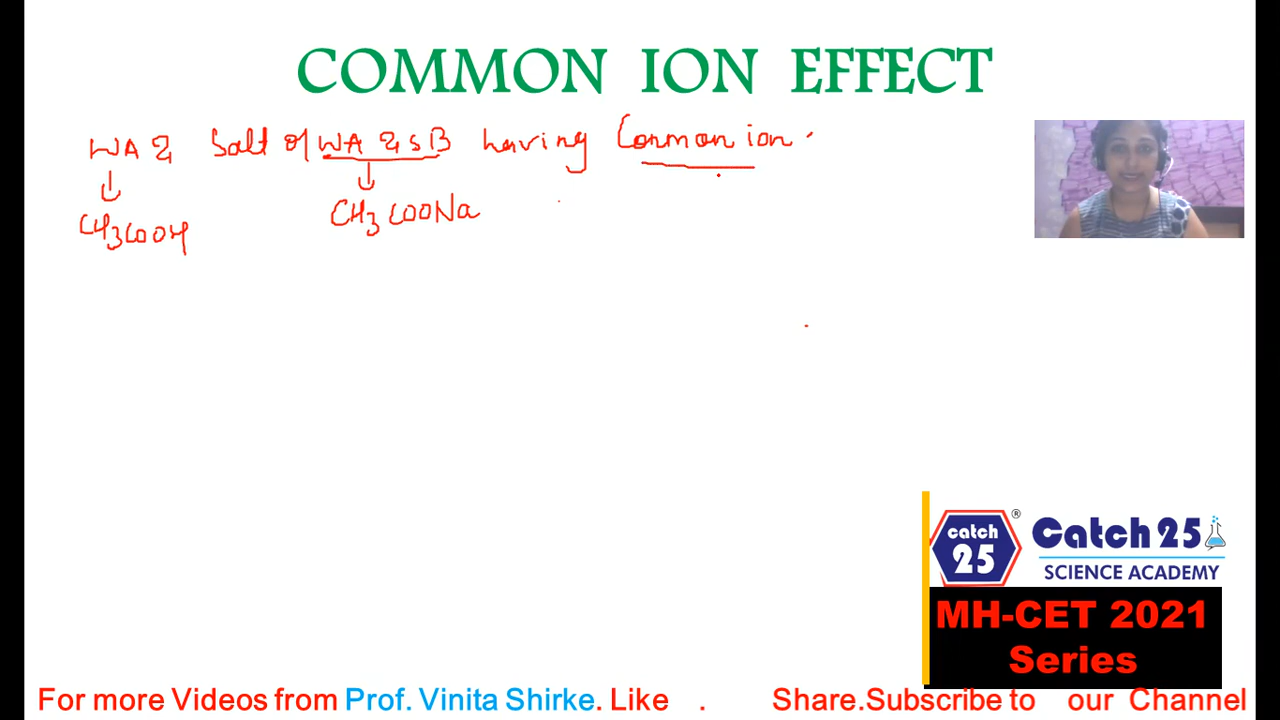 COMMON ION EFFECT
WA & Salt of WA & SB having Common ion.
↓ ↓
CH3COOH CH3COONa
catch 25 ® Catch 25
SCIENCE ACADEMY
MH-CET 2021
Series
For more Videos from Prof. Vinita Shirke. Like . Share.Subscribe to our Channel